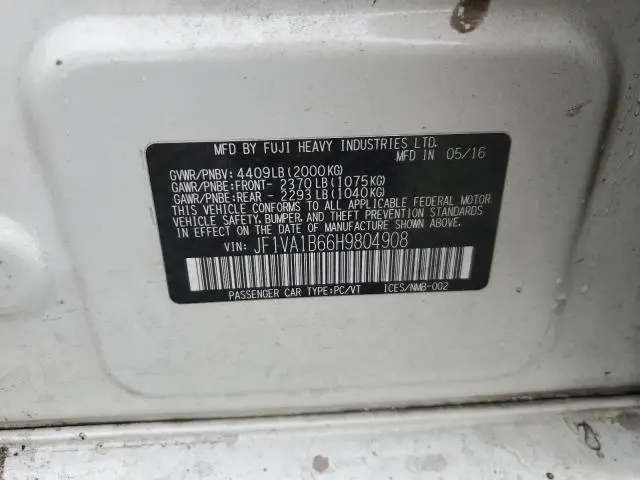 MFD BY FUJI HEAVY INDUSTRIES LTD.
MFD IN 05/16
GVWR/PNBV: 4409LB(2000KG)
GAWR/PNBE:FRONT- 2370LB(1075KG)
GAWR/PNBE:REAR - 2293LB(1040KG)
THIS VEHICLE CONFORMS TO ALL APPLICABLE FEDERAL MOTOR
VEHICLE SAFETY, BUMPER, AND THEFT PREVENTION STANDARDS
IN EFFECT ON THE DATE OF MANUFACTURE SHOWN ABOVE.
VIN: JF1VA1B66H9804908
PASSENGER CAR TYPE:PC/VT ICES/NMB-002